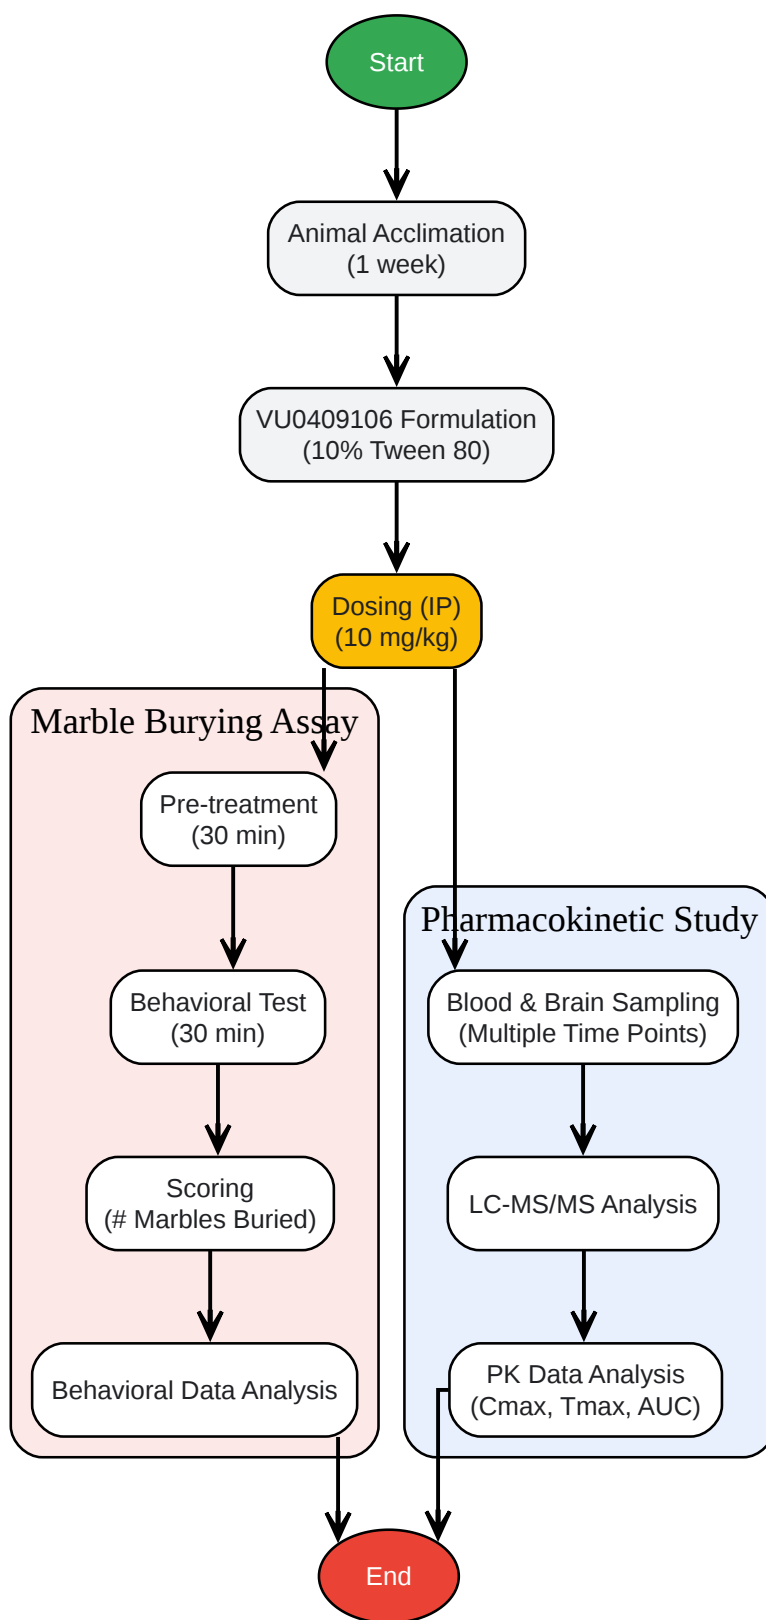 Start
Animal Acclimation
(1 week)
VU0409106 Formulation
(10% Tween 80)
Dosing (IP)
(10 mg/kg)
Marble Burying Assay
Pre-treatment
(30 min)
Behavioral Test
(30 min)
Scoring
(# Marbles Buried)
Behavioral Data Analysis
Pharmacokinetic Study
Blood & Brain Sampling
(Multiple Time Points)
LC-MS/MS Analysis
PK Data Analysis
(Cmax, Tmax, AUC)
End